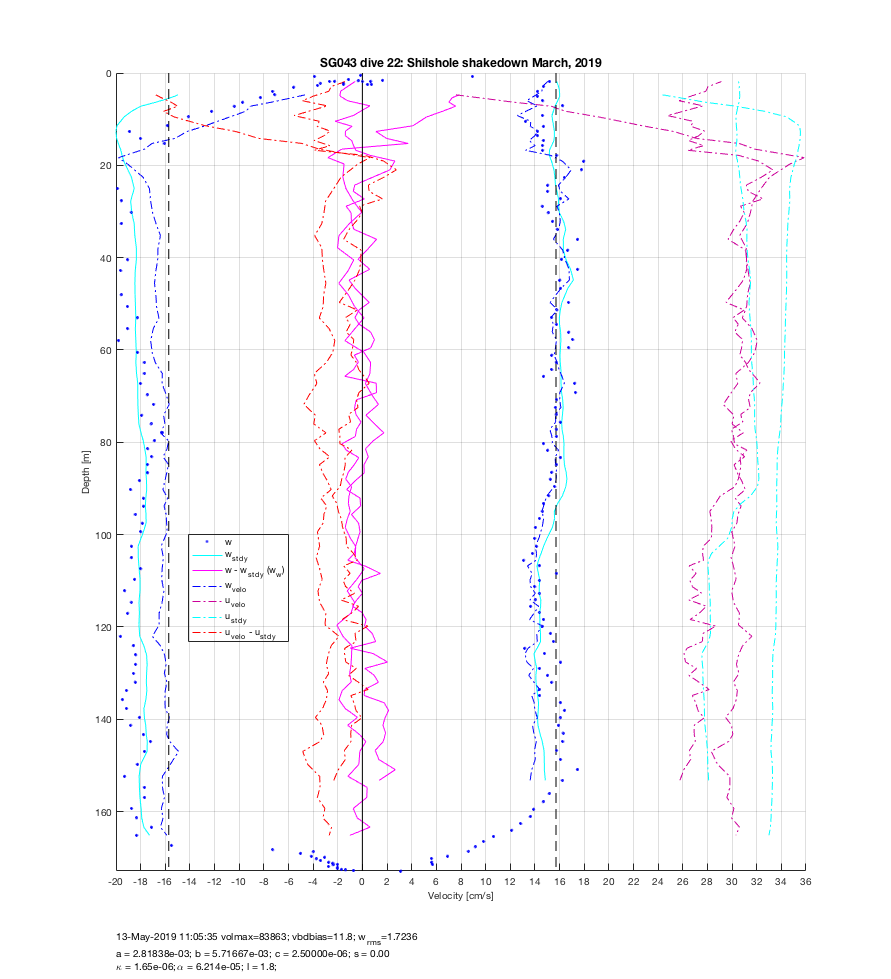 SG043 dive 22: Shilshole shakedown March, 2019
0
20
40
60
80
100
120
140
160
Depth [m]
w
w_stdy
w - w_stdy (w_w)
w_velo
u_velo
u_stdy
u_velo - u_stdy
-20 -18 -16 -14 -12 -10 -8 -6 -4 -2 0 2 4 6 8 10 12 14 16 18 20 22 24 26 28 30 32 34 36
Velocity [cm/s]
13-May-2019 11:05:35 volmax=83863; vbdbias=11.8; w_rms=1.7236
a = 2.81838e-03; b = 5.71667e-03; c = 2.50000e-06; s = 0.00
κ = 1.65e-06; α = 6.214e-05; l = 1.8;